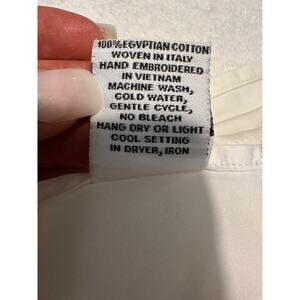 100% EGYPTIAN COTTON
WOVEN IN ITALY
HAND EMBROIDERED
IN VIETNAM
MACHINE WASH,
COLD WATER,
GENTLE CYCLE,
NO BLEACH
HANG DRY OR LIGHT
COOL SETTING
IN DRYER, IRON